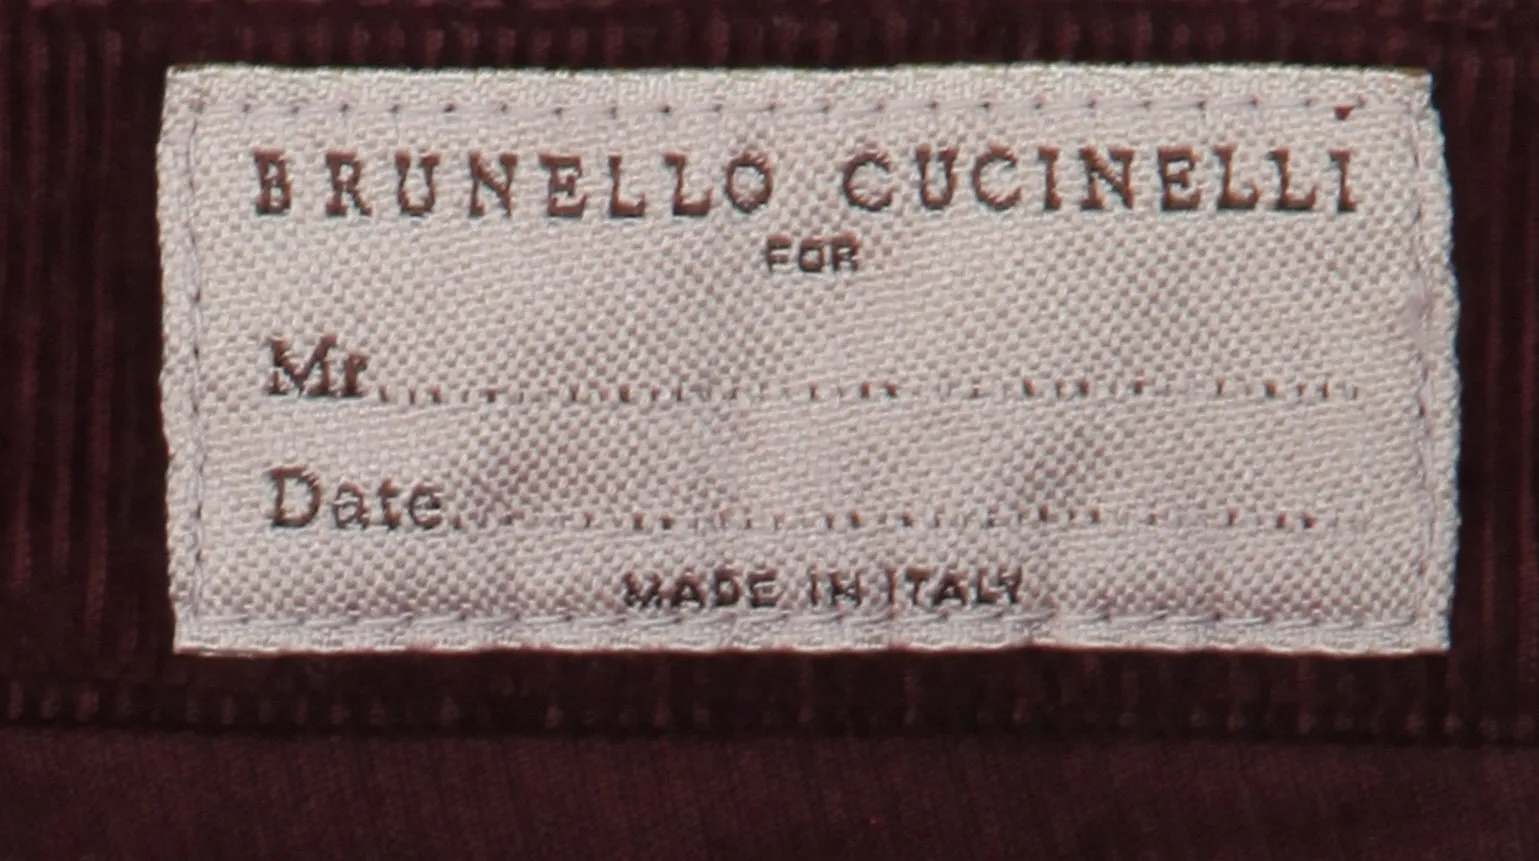 BRUNELLO CUCINELLI
FOR
Mr..............................
Date..............................
MADE IN ITALY